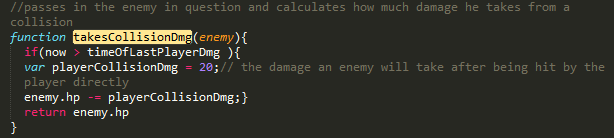 //passes in the enemy in question and calculates how much damage he takes from a
collision
function takesCollisionDmg(enemy){
if(now > timeOfLastPlayerDmg ){
var playerCollisionDmg = 20;// the damage an enemy will take after being hit by the
player directly
enemy.hp -= playerCollisionDmg;}
return enemy.hp
}